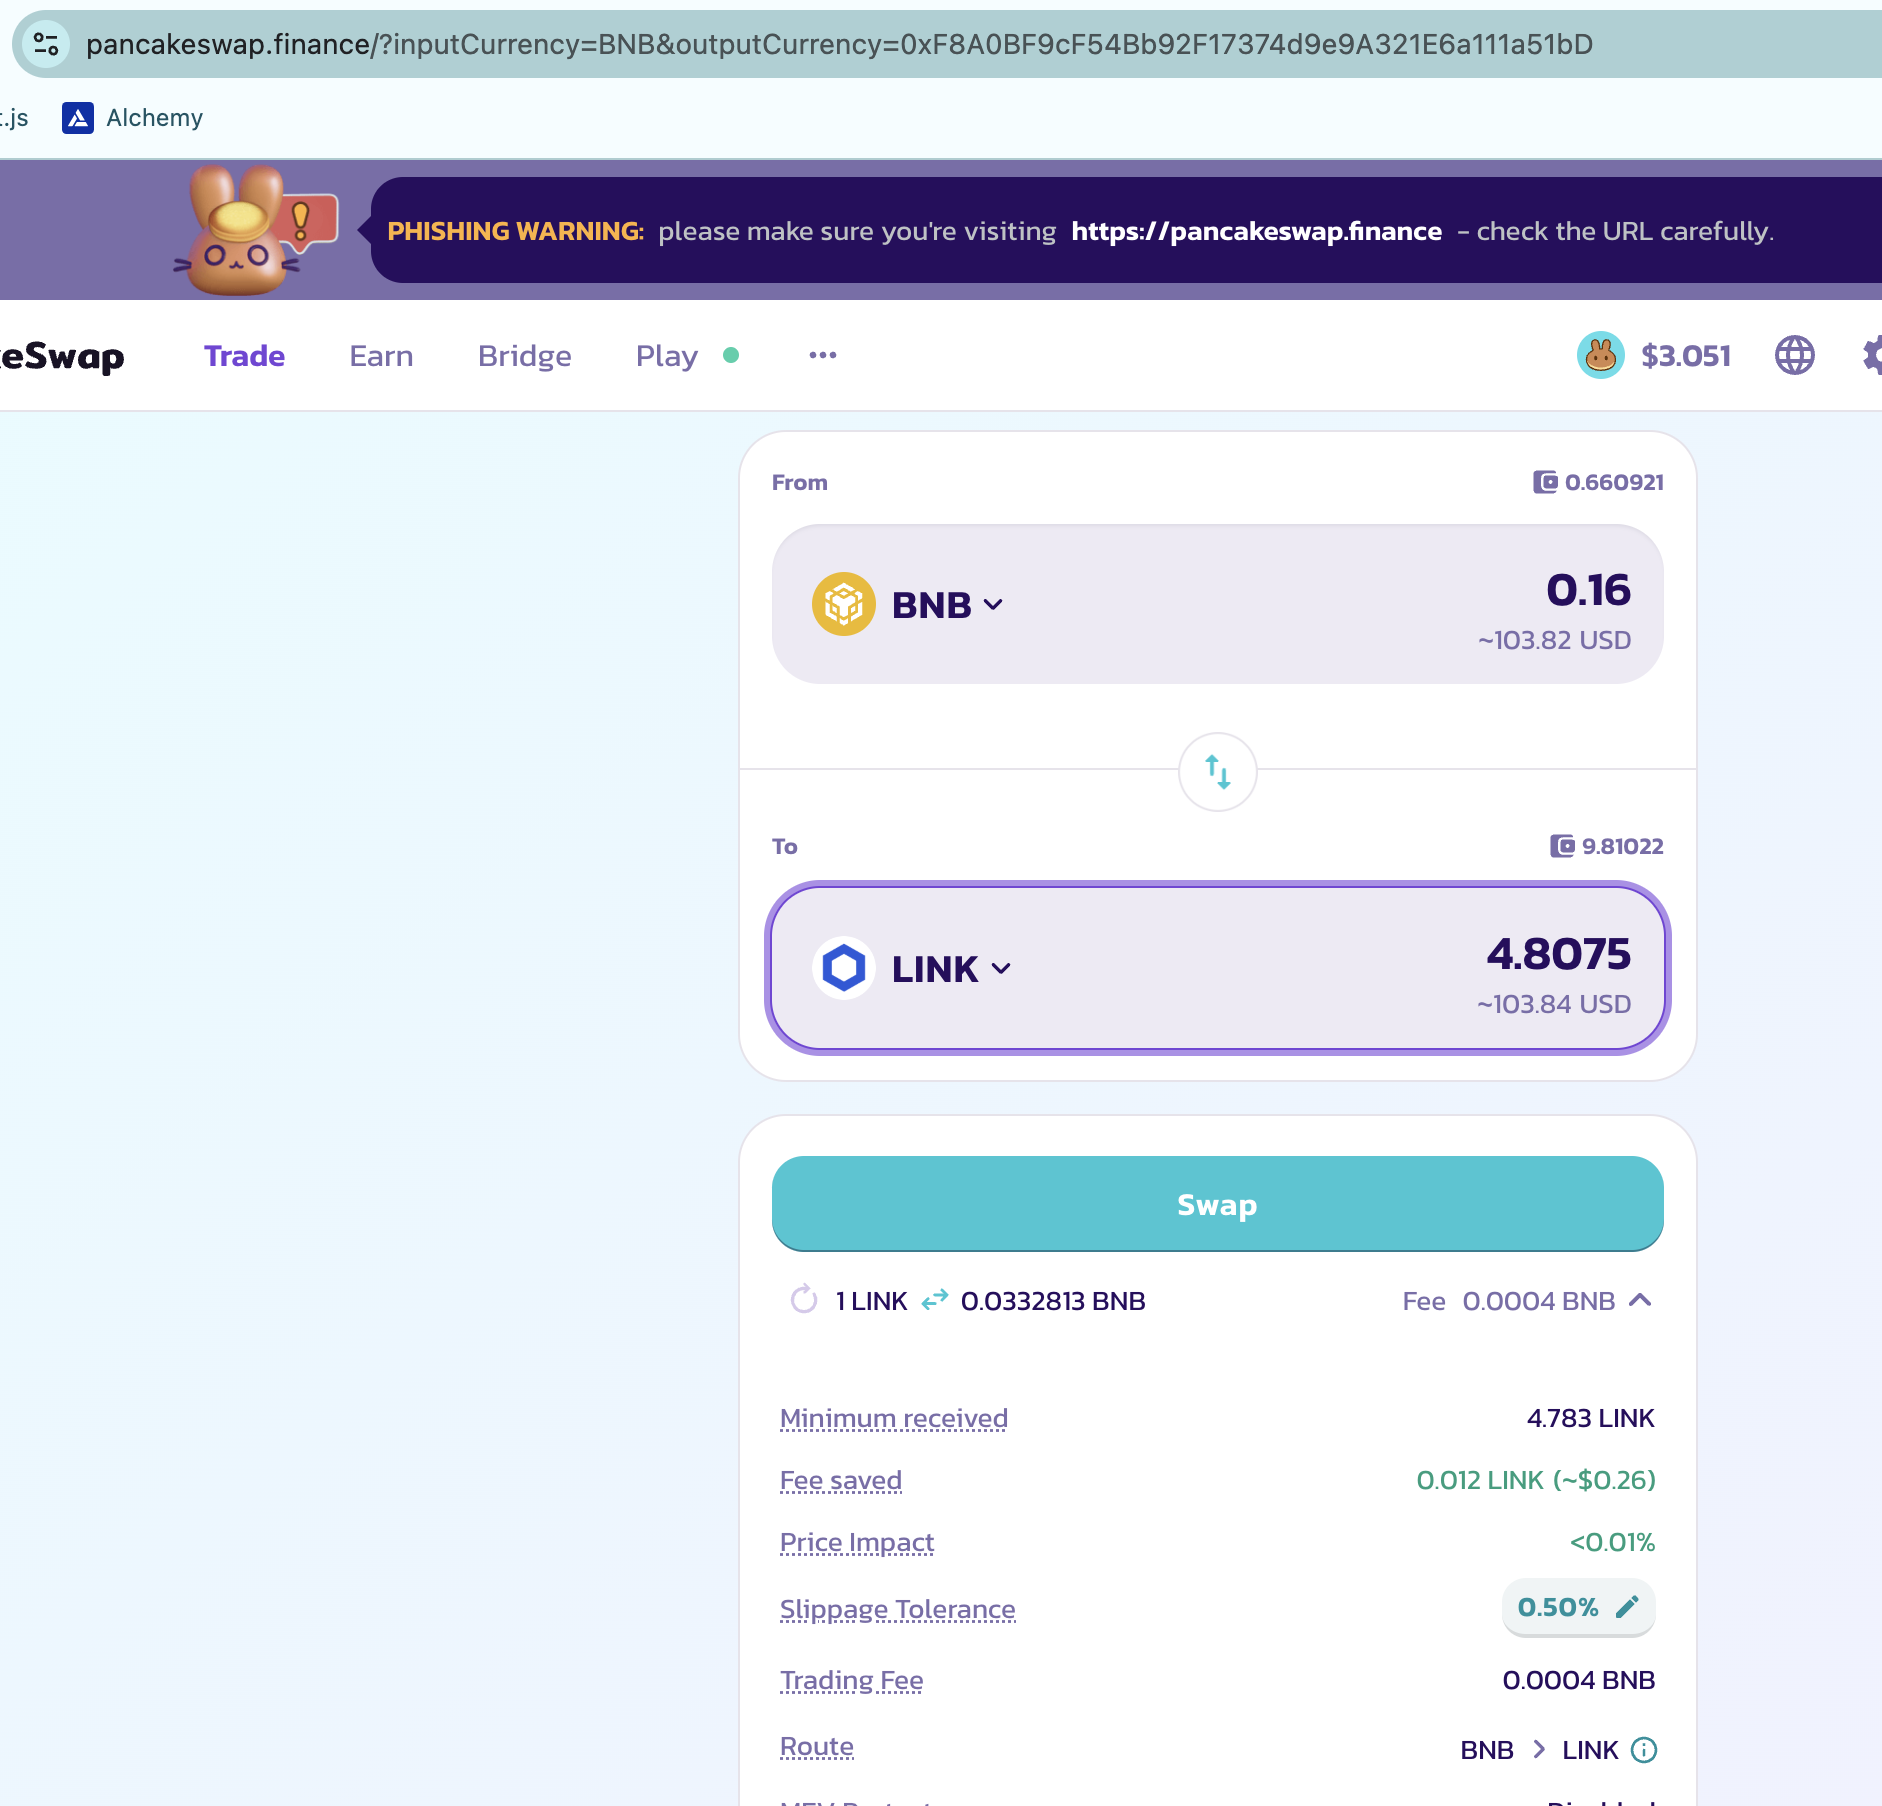 pancakeswap.finance/?inputCurrency=BNB&outputCurrency=0xF8A0BF9cF54Bb92F17374d9e9A321E6a111a51bD
t.js Alchemy
PHISHING WARNING: please make sure you're visiting https://pancakeswap.finance - check the URL carefully.
keSwap Trade Earn Bridge Play ••• $3.051
From 0.660921
BNB 0.16
~103.82 USD
To 9.81022
LINK 4.8075
~103.84 USD
Swap
1 LINK ⇄ 0.0332813 BNB Fee 0.0004 BNB
Minimum received 4.783 LINK
Fee saved 0.012 LINK (~$0.26)
Price Impact <0.01%
Slippage Tolerance 0.50%
Trading Fee 0.0004 BNB
Route BNB > LINK